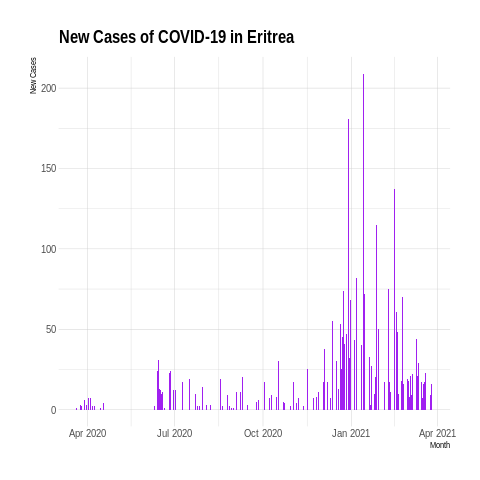 New Cases of COVID-19 in Eritrea
New Cases
200
150
100
50
0
Apr 2020
Jul 2020
Oct 2020
Jan 2021
Apr 2021
Month